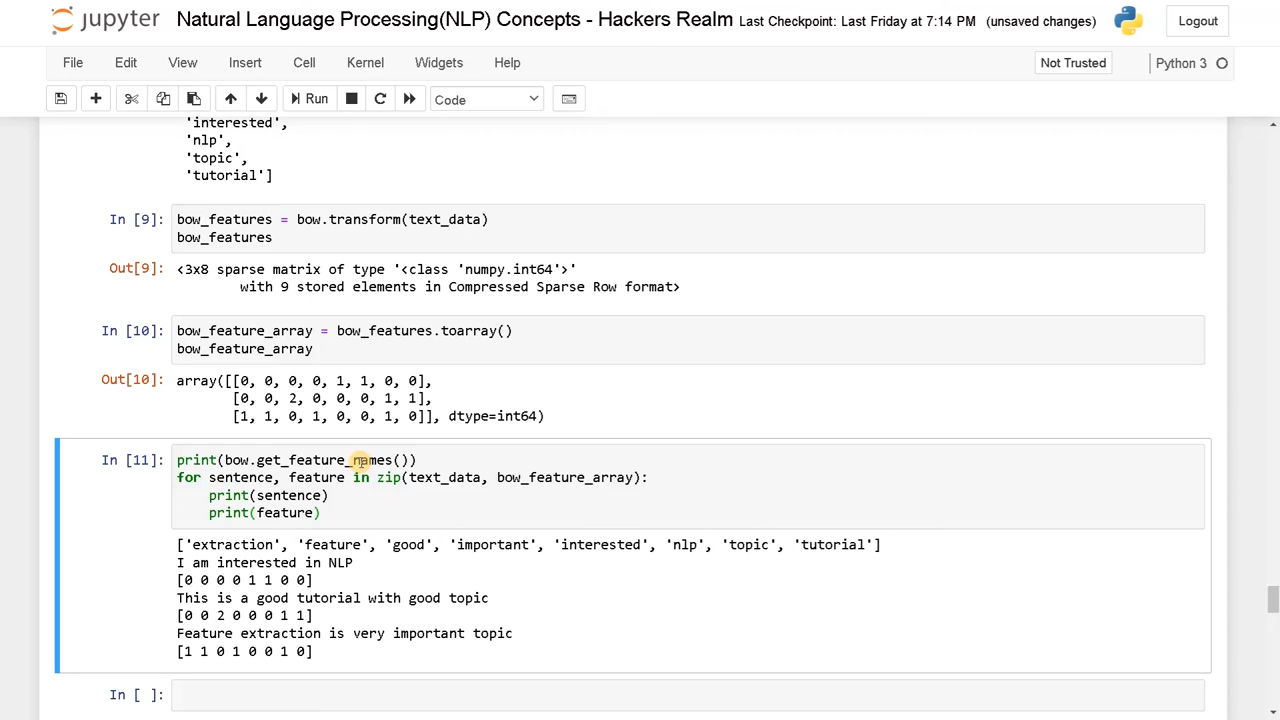 jupyter Natural Language Processing(NLP) Concepts - Hackers Realm Last Checkpoint: Last Friday at 7:14 PM (unsaved changes) Logout
File Edit View Insert Cell Kernel Widgets Help Not Trusted Python 3
Run Code
'interested',
'nlp',
'topic',
'tutorial']
In [9]: bow_features = bow.transform(text_data)
bow_features
Out[9]: <3x8 sparse matrix of type '<class 'numpy.int64'>'
with 9 stored elements in Compressed Sparse Row format>
In [10]: bow_feature_array = bow_features.toarray()
bow_feature_array
Out[10]: array([[0, 0, 0, 0, 1, 1, 0, 0],
[0, 0, 2, 0, 0, 0, 1, 1],
[1, 1, 0, 1, 0, 0, 1, 0]], dtype=int64)
In [11]: print(bow.get_feature_names())
for sentence, feature in zip(text_data, bow_feature_array):
print(sentence)
print(feature)
['extraction', 'feature', 'good', 'important', 'interested', 'nlp', 'topic', 'tutorial']
I am interested in NLP
[0 0 0 0 1 1 0 0]
This is a good tutorial with good topic
[0 0 2 0 0 0 1 1]
Feature extraction is very important topic
[1 1 0 1 0 0 1 0]
In [ ]: